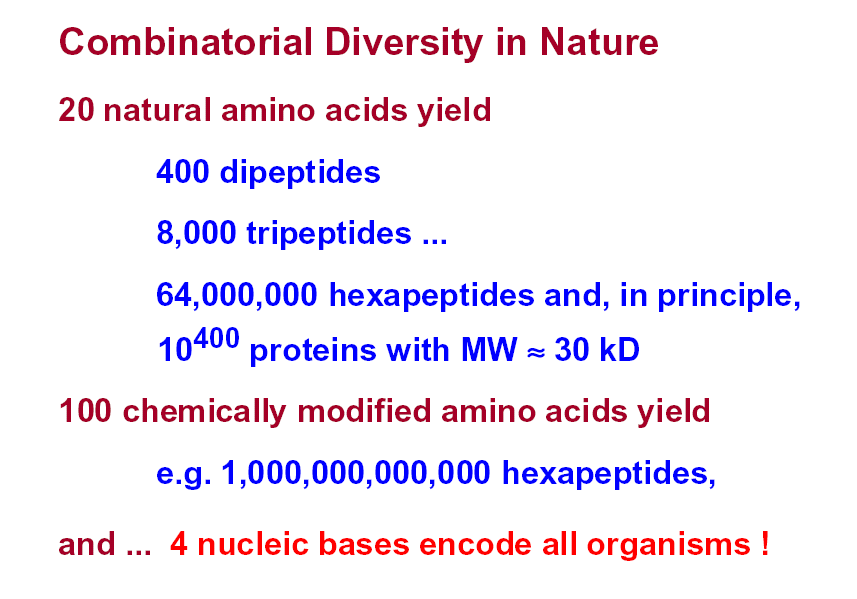 Combinatorial Diversity in Nature
20 natural amino acids yield
400 dipeptides
8,000 tripeptides ...
64,000,000 hexapeptides and, in principle,
10^400 proteins with MW ≈ 30 kD
100 chemically modified amino acids yield
e.g. 1,000,000,000,000 hexapeptides,
and ... 4 nucleic bases encode all organisms !